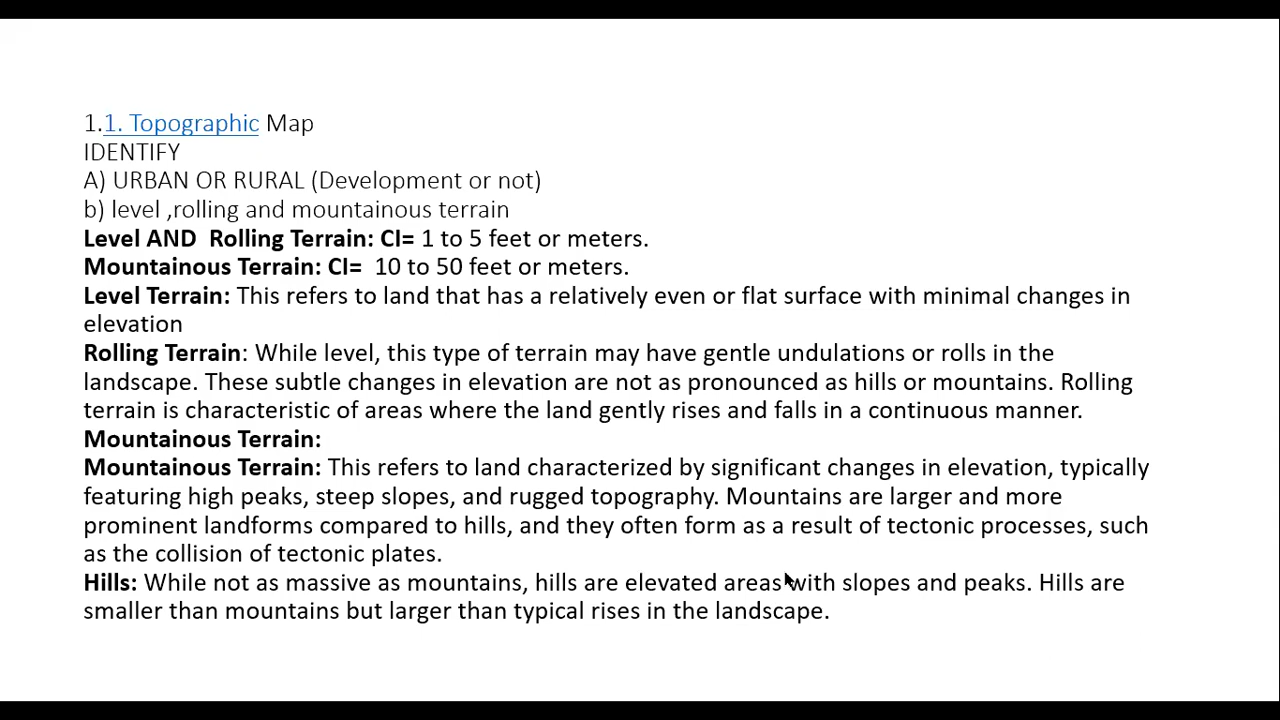 1.1. Topographic Map
IDENTIFY
A) URBAN OR RURAL (Development or not)
b) level ,rolling and mountainous terrain
Level AND  Rolling Terrain: CI= 1 to 5 feet or meters.
Mountainous Terrain: CI=  10 to 50 feet or meters.
Level Terrain: This refers to land that has a relatively even or flat surface with minimal changes in
elevation
Rolling Terrain: While level, this type of terrain may have gentle undulations or rolls in the
landscape. These subtle changes in elevation are not as pronounced as hills or mountains. Rolling
terrain is characteristic of areas where the land gently rises and falls in a continuous manner.
Mountainous Terrain:
Mountainous Terrain: This refers to land characterized by significant changes in elevation, typically
featuring high peaks, steep slopes, and rugged topography. Mountains are larger and more
prominent landforms compared to hills, and they often form as a result of tectonic processes, such
as the collision of tectonic plates.
Hills: While not as massive as mountains, hills are elevated areas with slopes and peaks. Hills are
smaller than mountains but larger than typical rises in the landscape.